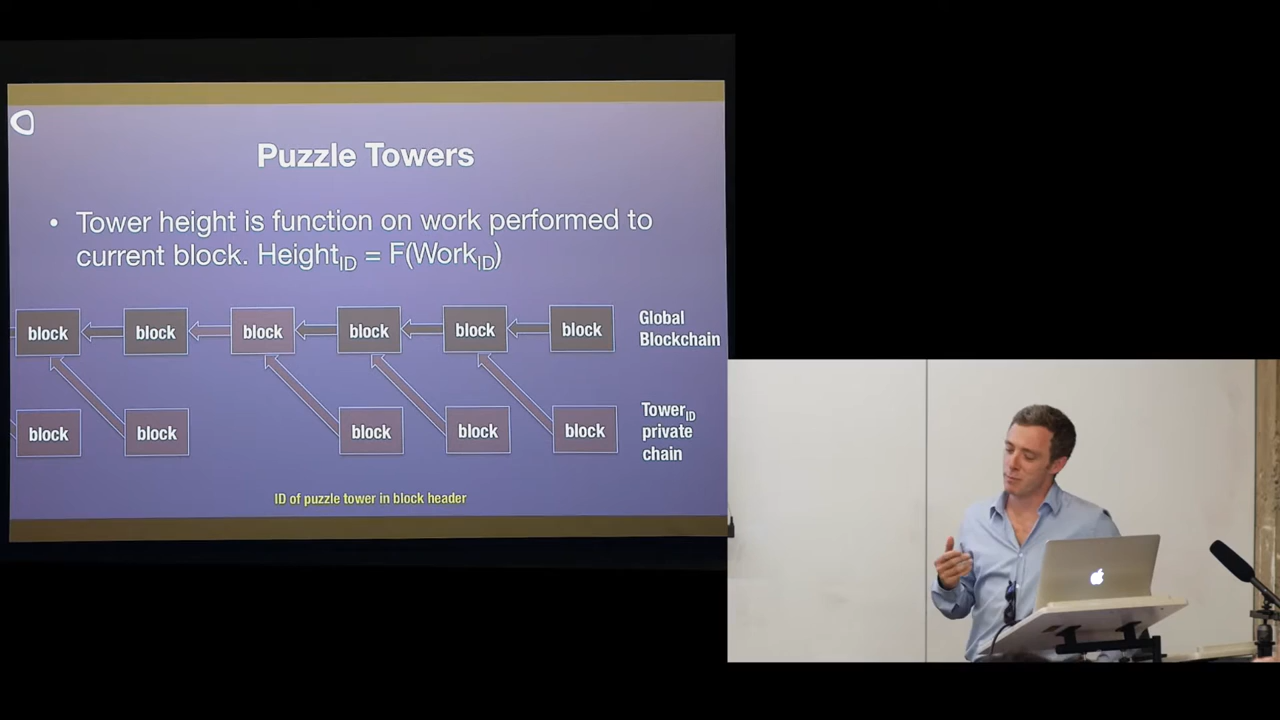 Puzzle Towers
• Tower height is function on work performed to
current block. HeightID = F(WorkID)
block block block block block block
Global
Blockchain
block block block block block
TowerID
private
chain
ID of puzzle tower in block header